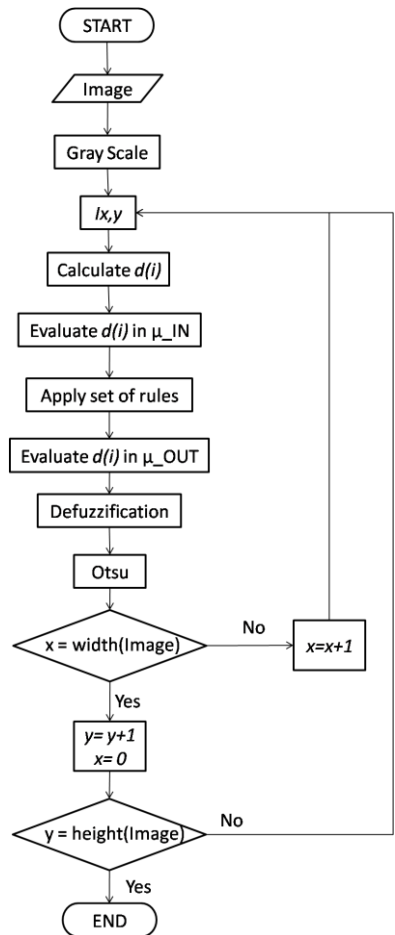 START
Image
Gray Scale
Ix,y
Calculate d(i)
Evaluate d(i) in μ_IN
Apply set of rules
Evaluate d(i) in μ_OUT
Defuzzification
Otsu
x = width(Image)
No
x=x+1
Yes
y= y+1
x= 0
y = height(Image)
No
Yes
END